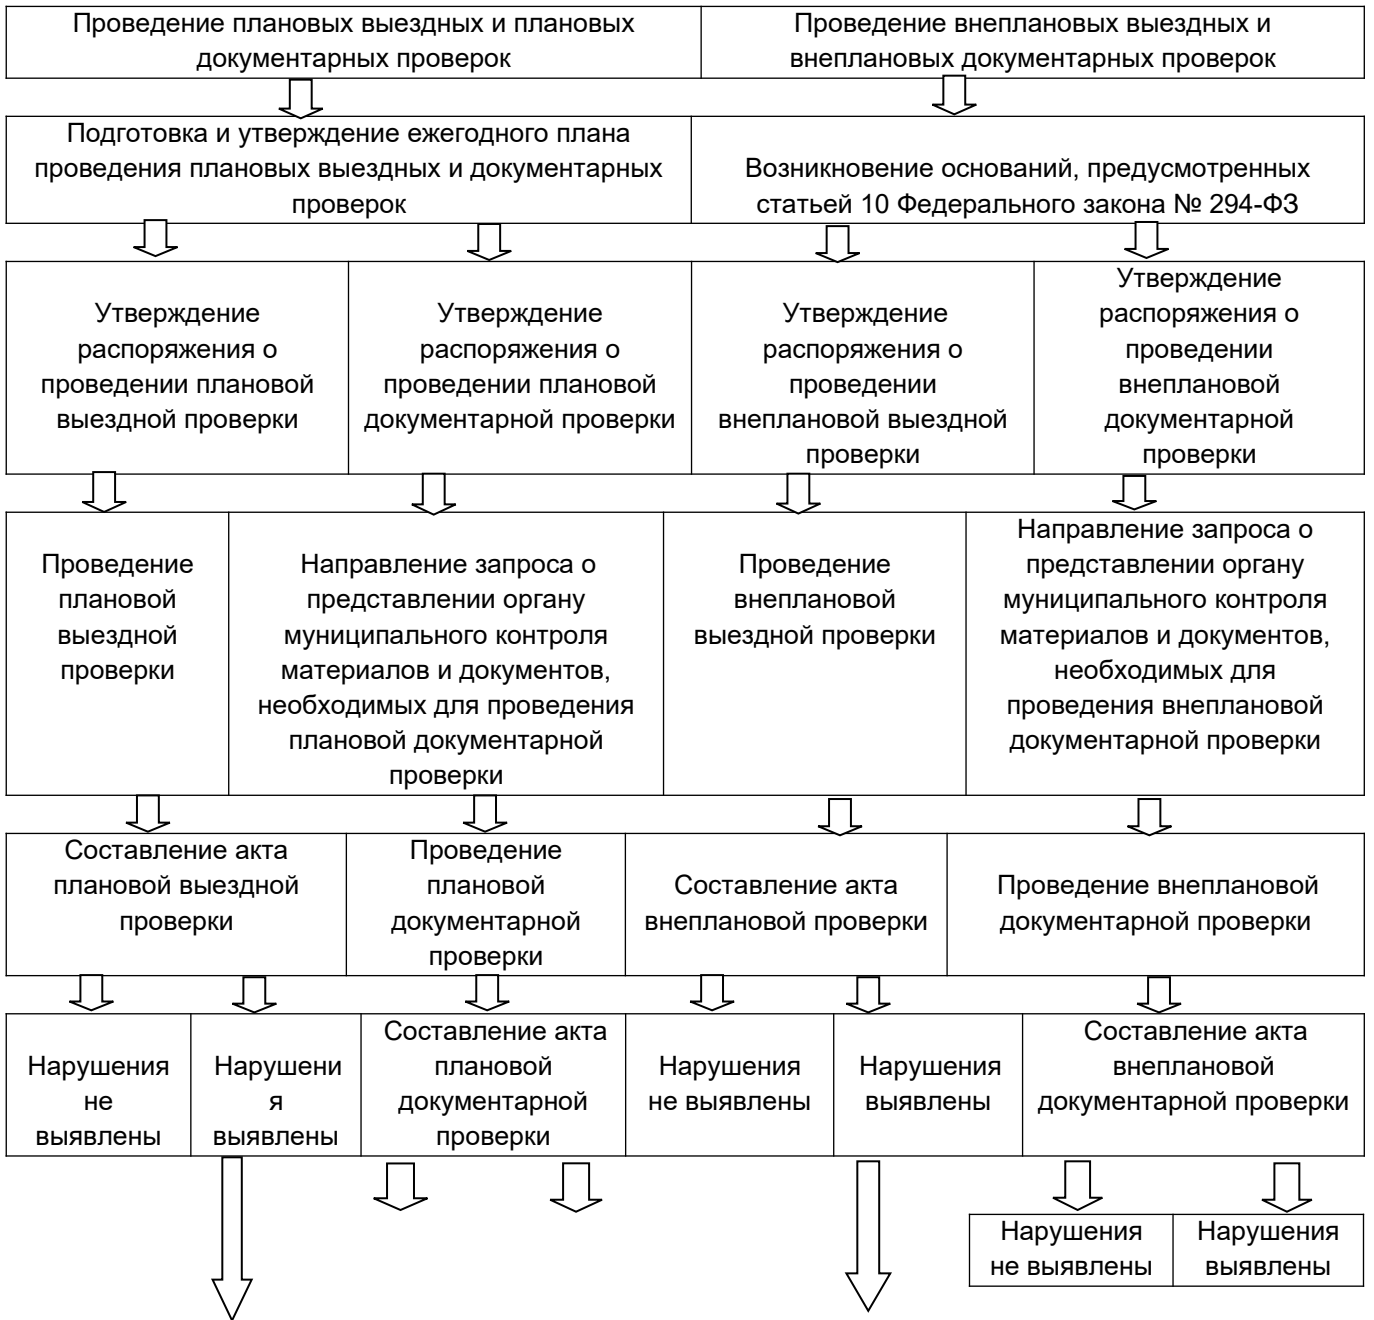 Проведение плановых выездных и плановых
документарных проверок
Проведение внеплановых выездных и
внеплановых документарных проверок
Подготовка и утверждение ежегодного плана
проведения плановых выездных и документарных
проверок
Возникновение оснований, предусмотренных
статьей 10 Федерального закона № 294-ФЗ
Утверждение
распоряжения о
проведении плановой
выездной проверки
Утверждение
распоряжения о
проведении плановой
документарной проверки
Утверждение
распоряжения о
проведении
внеплановой выездной
проверки
Утверждение
распоряжения о
проведении
внеплановой
документарной
проверки
Проведение
плановой
выездной
проверки
Направление запроса о
представлении органу
муниципального контроля
материалов и документов,
необходимых для проведения
плановой документарной
проверки
Проведение
внеплановой
выездной проверки
Направление запроса о
представлении органу
муниципального контроля
материалов и документов,
необходимых для
проведения внеплановой
документарной проверки
Составление акта
плановой выездной
проверки
Проведение
плановой
документарной
проверки
Составление акта
внеплановой проверки
Проведение внеплановой
документарной проверки
Нарушения
не
выявлены
Нарушени
я
выявлены
Составление акта
плановой
документарной
проверки
Нарушения
не выявлены
Нарушения
выявлены
Составление акта
внеплановой
документарной проверки
Нарушения
не выявлены
Нарушения
выявлены